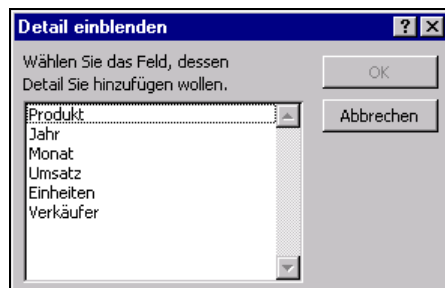 Detail einblenden
Wählen Sie das Feld, dessen
Detail Sie hinzufügen wollen.
OK
Abbrechen
Produkt
Jahr
Monat
Umsatz
Einheiten
Verkäufer